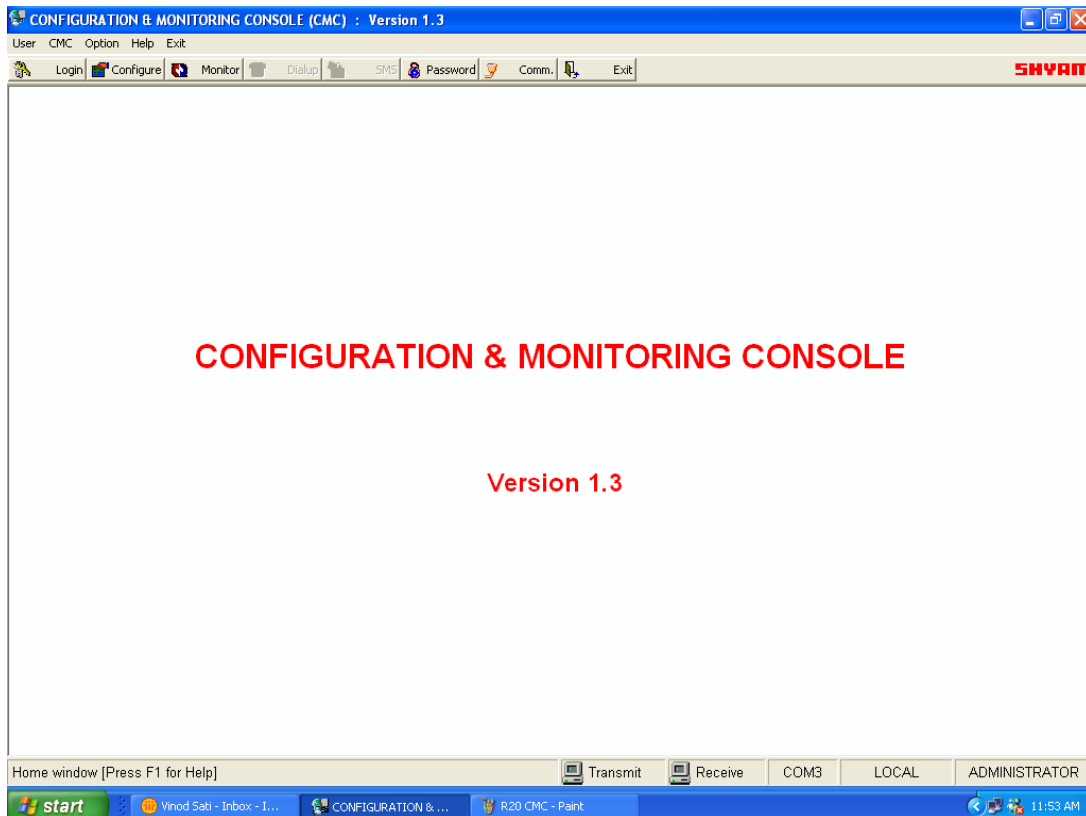 CONFIGURATION & MONITORING CONSOLE (CMC) : Version 1.3
User CMC Option Help Exit
Login Configure Monitor Dialup SMS Password Comm. Exit SHYAM
CONFIGURATION & MONITORING CONSOLE
Version 1.3
Home window [Press F1 for Help] Transmit Receive COM3 LOCAL ADMINISTRATOR
start Vinod Sati - Inbox - I... CONFIGURATION & ... R20 CMC - Paint 11:53 AM